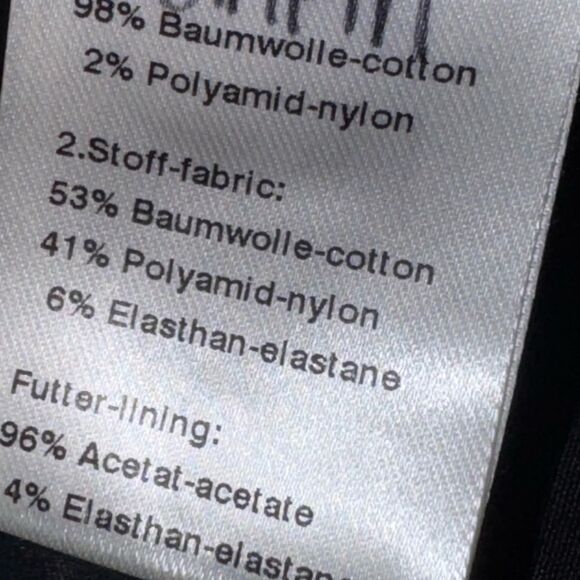 98% Baumwolle-cotton
2% Polyamid-nylon
2.Stoff-fabric:
53% Baumwolle-cotton
41% Polyamid-nylon
6% Elasthan-elastane
Futter-lining:
96% Acetat-acetate
4% Elasthan-elastan